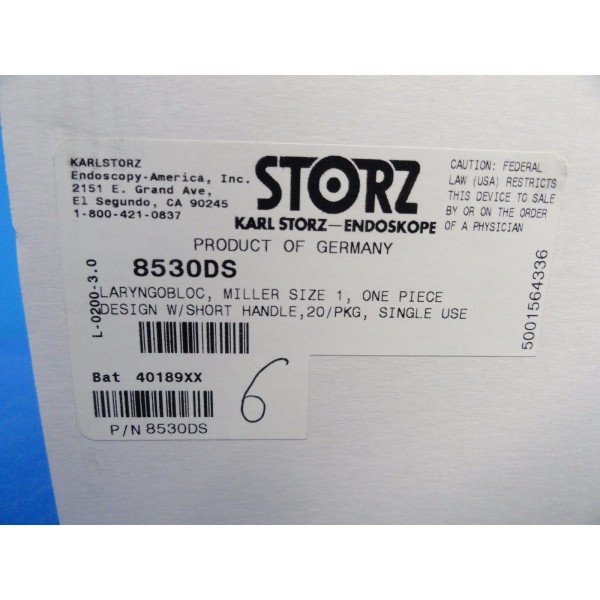 KARLSTORZ
Endoscopy-America, Inc.
2151 E. Grand Ave,
El Segundo, CA 90245
1-800-421-0837
STORZ
KARL STORZ—ENDOSKOPE
CAUTION: FEDERAL
LAW (USA) RESTRICTS
THIS DEVICE TO SALE
BY OR ON THE ORDER
OF A PHYSICIAN
PRODUCT OF GERMANY
8530DS
LARYNGOBLOC, MILLER SIZE 1, ONE PIECE
DESIGN W/SHORT HANDLE,20/PKG, SINGLE USE
L-0200-3.0
5001564336
Bat 40189XX
P/N 8530DS
6